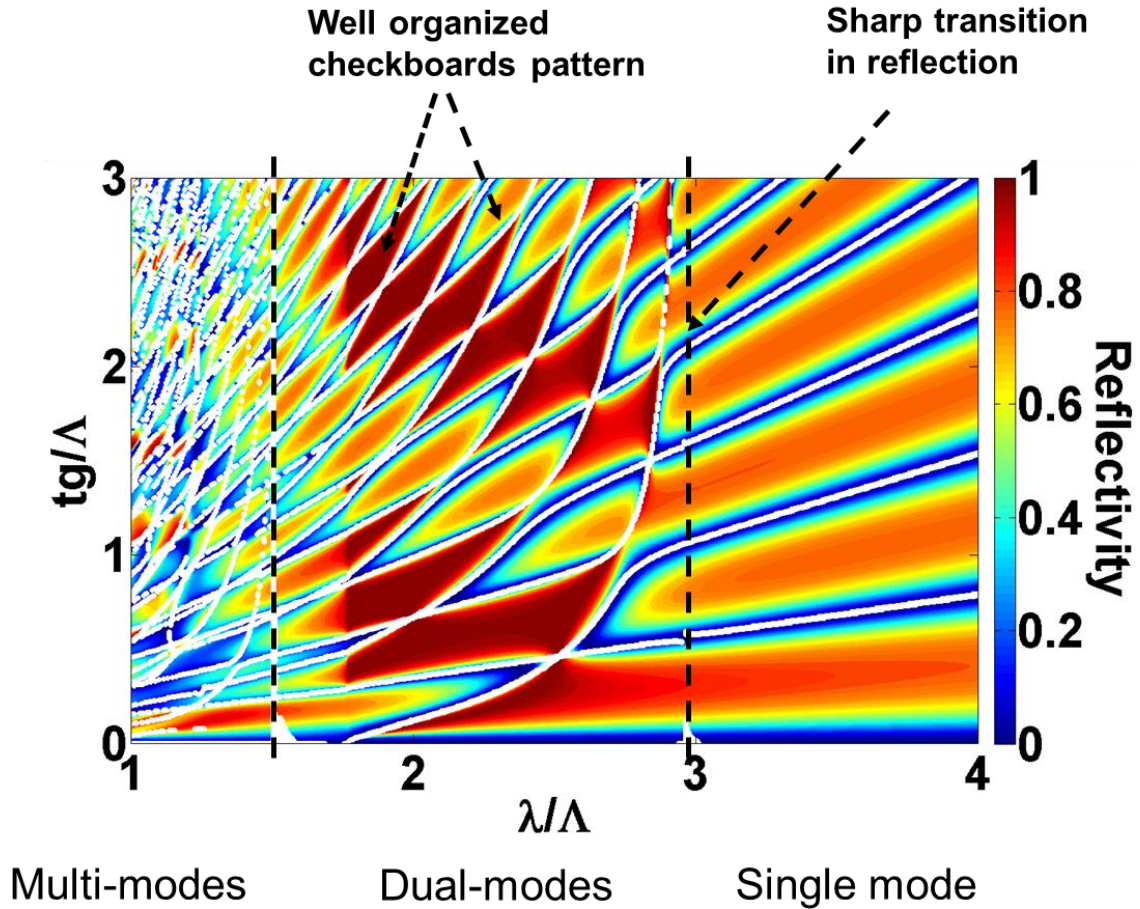 Well organized
checkboards pattern
Sharp transition
in reflection
3
2
1
0
tg/Λ
1
2
3
4
λ/Λ
1
0.8
0.6
0.4
0.2
0
Reflectivity
Multi-modes
Dual-modes
Single mode